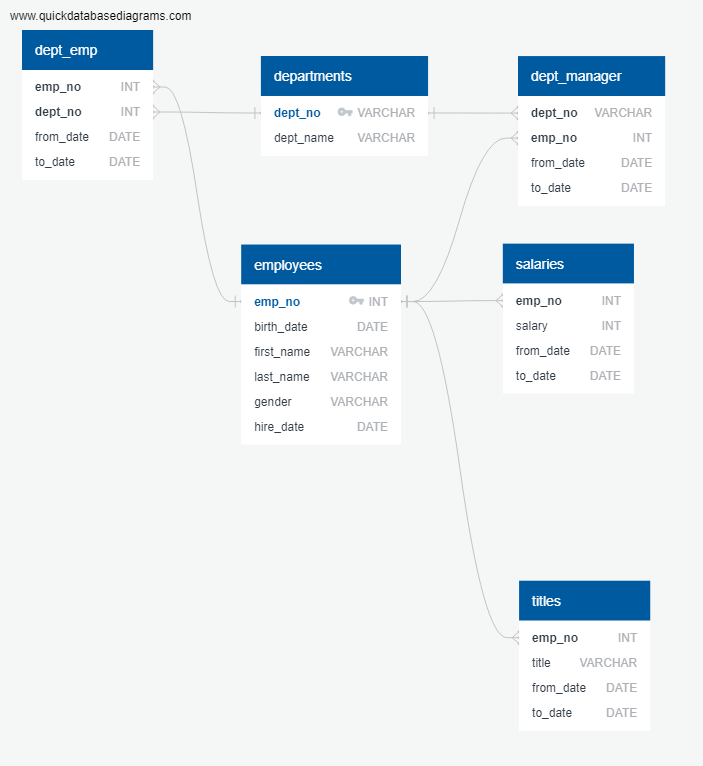 www.quickdatabasediagrams.com
dept_emp
emp_no INT
dept_no INT
from_date DATE
to_date DATE
departments
dept_no VARCHAR
dept_name VARCHAR
dept_manager
dept_no VARCHAR
emp_no INT
from_date DATE
to_date DATE
employees
emp_no INT
birth_date DATE
first_name VARCHAR
last_name VARCHAR
gender VARCHAR
hire_date DATE
salaries
emp_no INT
salary INT
from_date DATE
to_date DATE
titles
emp_no INT
title VARCHAR
from_date DATE
to_date DATE